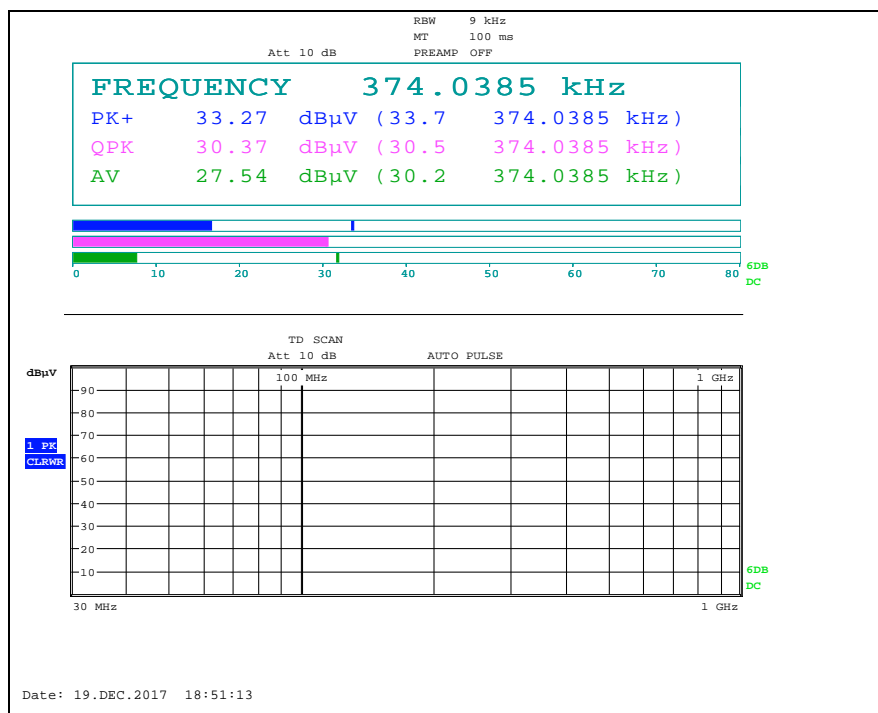 RBW 9 kHz
MT 100 ms
Att 10 dB PREAMP OFF
FREQUENCY 374.0385 kHz
PK+ 33.27 dBµV (33.7 374.0385 kHz)
QPK 30.37 dBµV (30.5 374.0385 kHz)
AV 27.54 dBµV (30.2 374.0385 kHz)
0 10 20 30 40 50 60 70 80
6DB
DC
TD SCAN
Att 10 dB AUTO PULSE
dBµV
100 MHz 1 GHz
90
80
70
1 PK
CLRWR
60
50
40
30
20
10
6DB
DC
30 MHz 1 GHz
Date: 19.DEC.2017 18:51:13